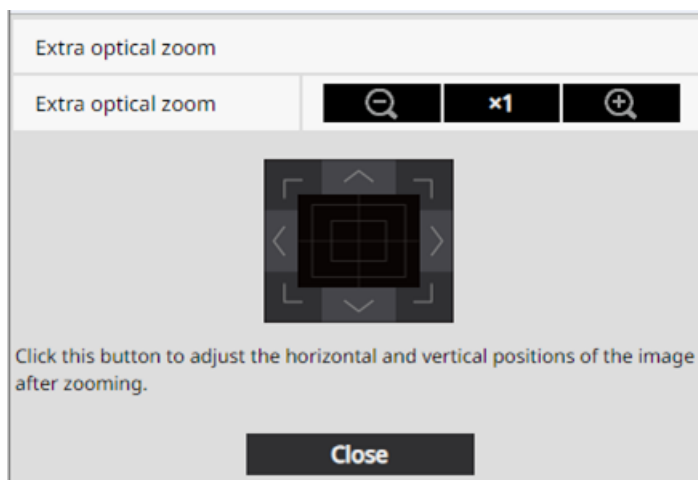 Extra optical zoom
Extra optical zoom
×1
Click this button to adjust the horizontal and vertical positions of the image
after zooming.
Close